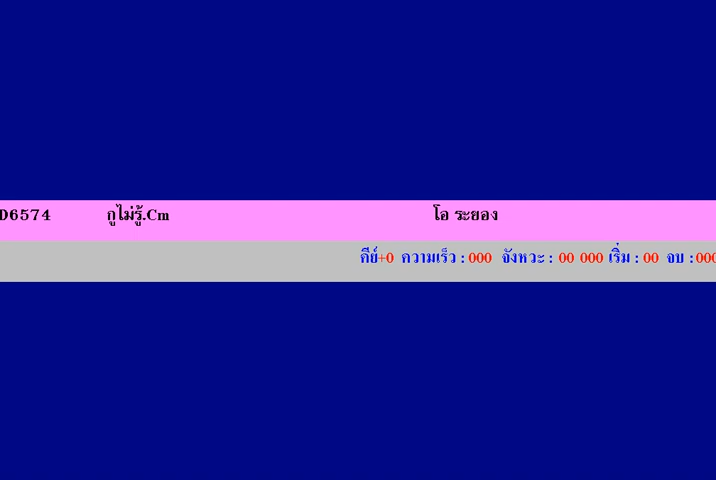 D6574 กูไม่รู้.Cm โอ ระยอง
คีย์+0 ความเร็ว : 000 จังหวะ : 00 000 เริ่ม : 00 จบ : 000